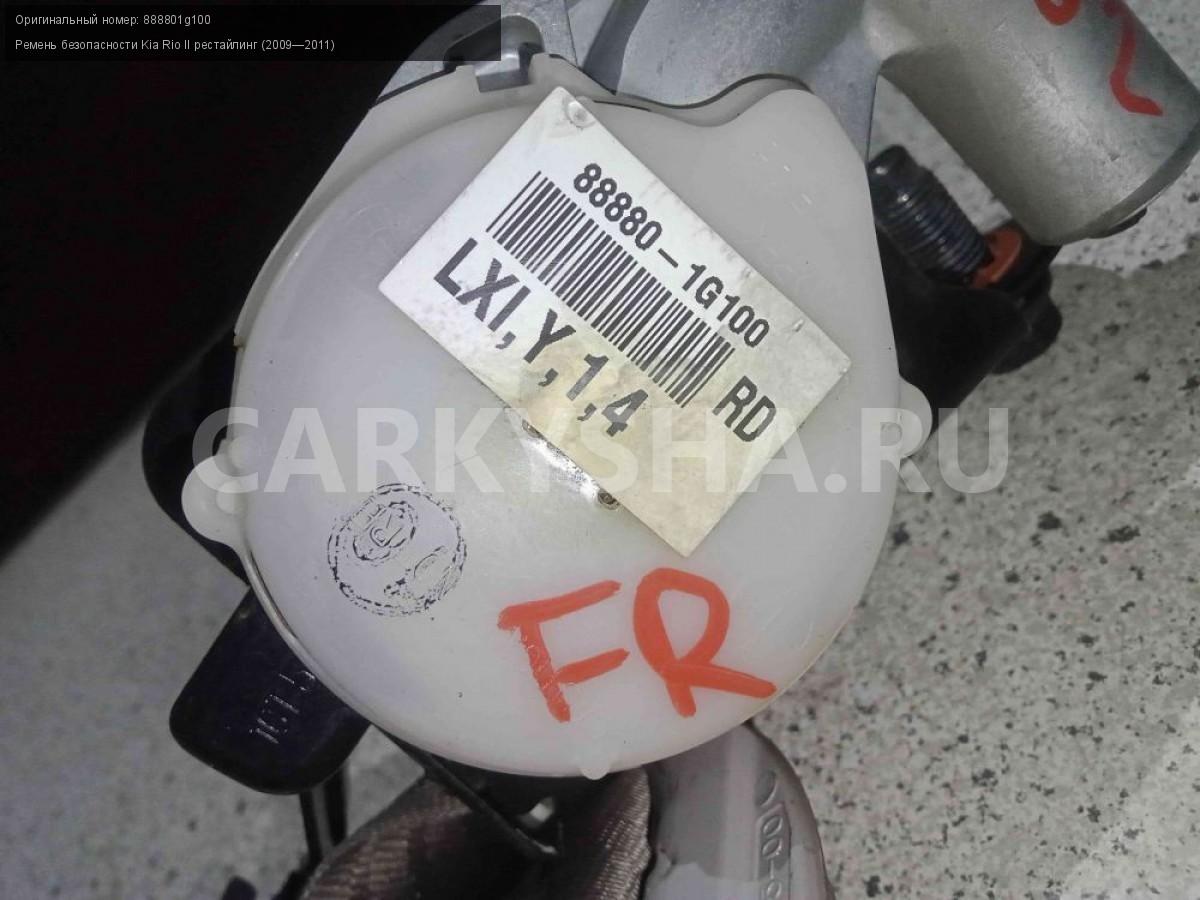 Оригинальный номер: 888801g100
Ремень безопасности Kia Rio II рестайлинг (2009—2011)
88880-1G100
LXI,Y,1,4
RD
CARKYSHA.RU
FR